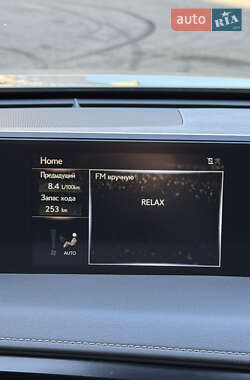 auto RIA
Home
Предыдущий
8.4 L/100km
Запас хода
253 km
AUTO
FM вручную
RELAX